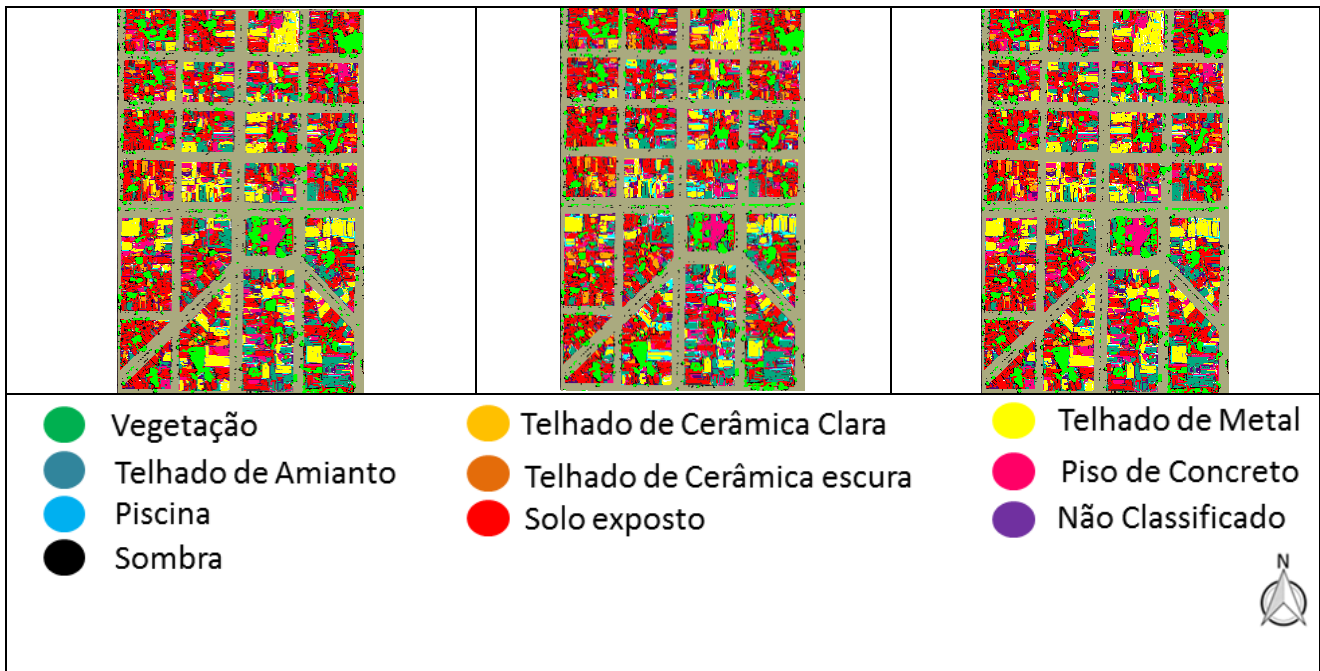 Vegetação
Telhado de Amianto
Piscina
Sombra
Telhado de Cerâmica Clara
Telhado de Cerâmica escura
Solo exposto
Telhado de Metal
Piso de Concreto
Não Classificado
N